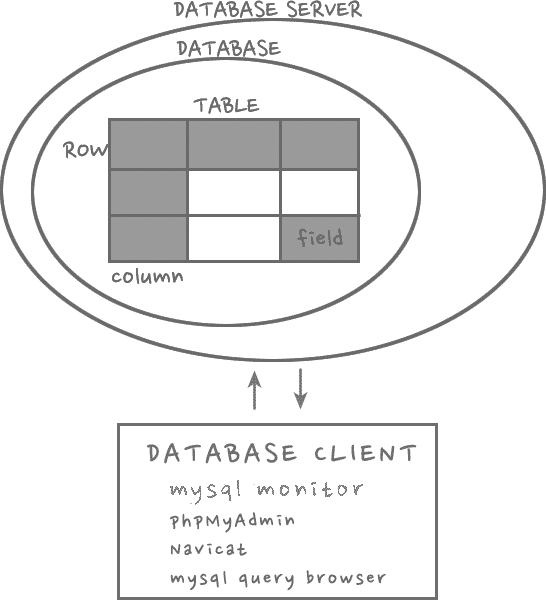 DATABASE SERVER
DATABASE
TABLE
ROW
field
column
DATABASE CLIENT
mysql monitor
PhPMyAdmin
Navicat
mysql query browser